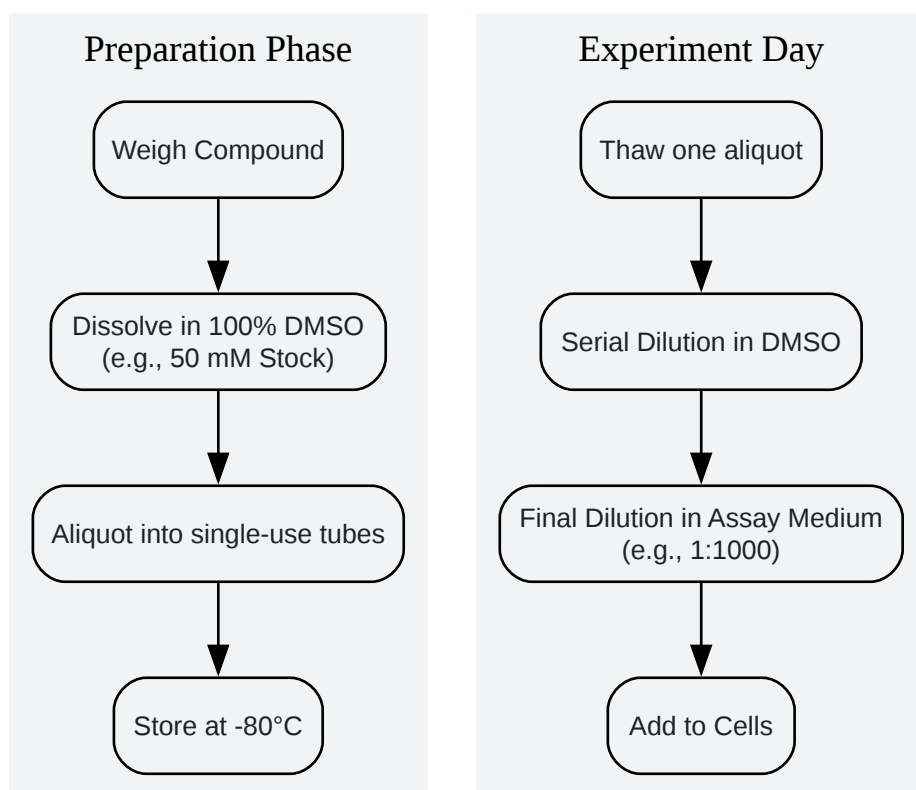 Preparation Phase
Weigh Compound
Dissolve in 100% DMSO
(e.g., 50 mM Stock)
Aliquot into single-use tubes
Store at -80°C
Experiment Day
Thaw one aliquot
Serial Dilution in DMSO
Final Dilution in Assay Medium
(e.g., 1:1000)
Add to Cells